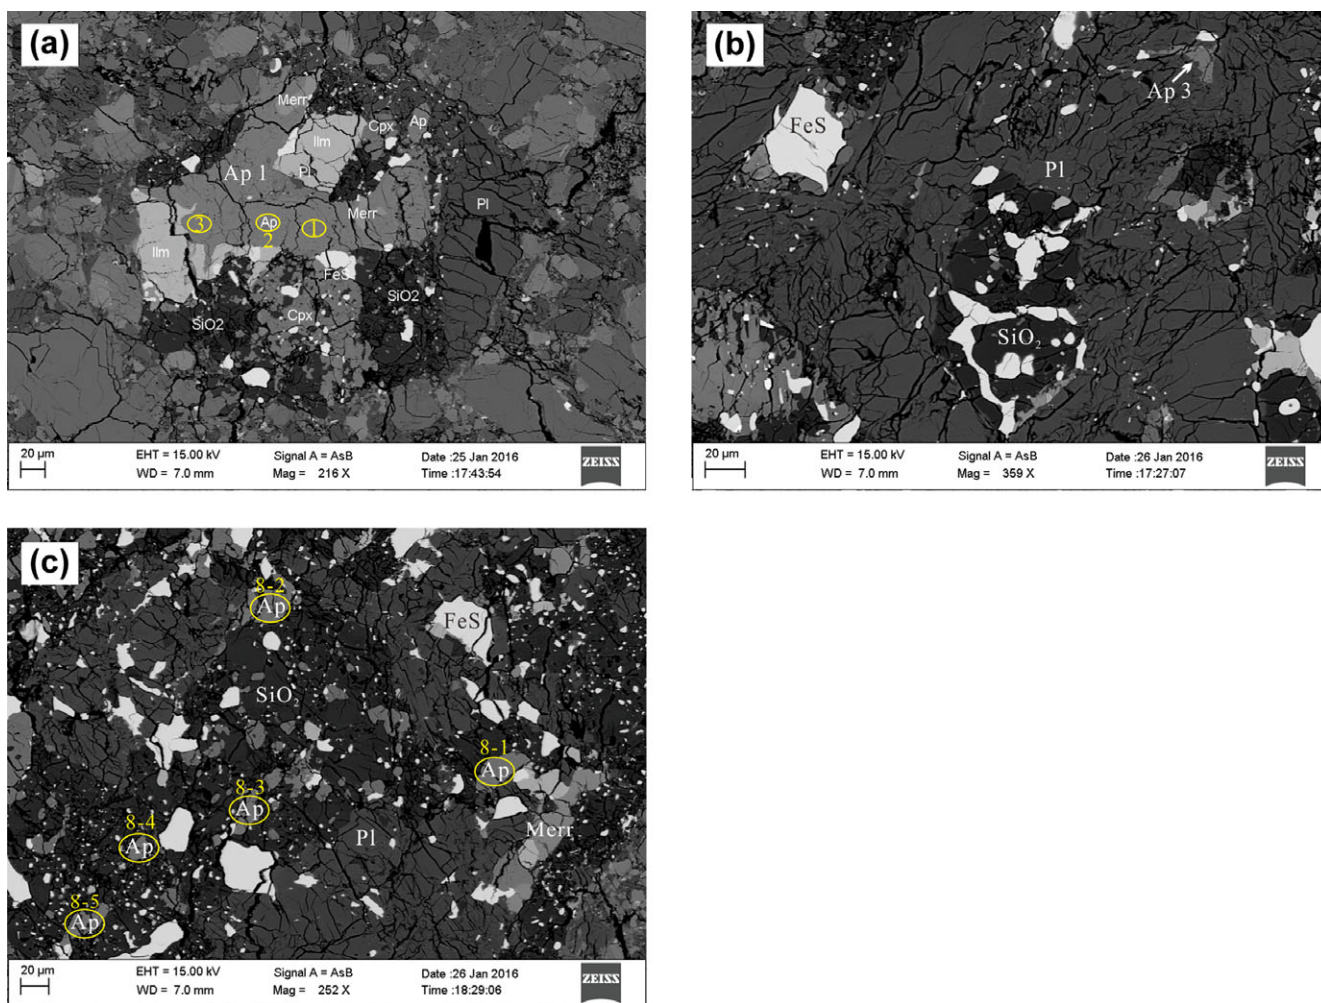 (a)
Merr
Cpx
Ap
Ilm
Pl
Ap 1
Pl
Merr
3
Ap
1
2
Ilm
FeS
SiO2
SiO2
Cpx
20 µm
EHT = 15.00 kV
Signal A = AsB
Date :25 Jan 2016
WD = 7.0 mm
Mag = 216 X
Time :17:43:54
ZEISS
(b)
Ap 3
FeS
Pl
SiO₂
20 µm
EHT = 15.00 kV
Signal A = AsB
Date :26 Jan 2016
WD = 7.0 mm
Mag = 359 X
Time :17:27:07
ZEISS
(c)
8-2
Ap
FeS
SiO₂
8-1
Ap
8-3
Ap
8-4
Ap
Pl
Merr
8-5
Ap
20 µm
EHT = 15.00 kV
Signal A = AsB
Date :26 Jan 2016
WD = 7.0 mm
Mag = 252 X
Time :18:29:06
ZEISS